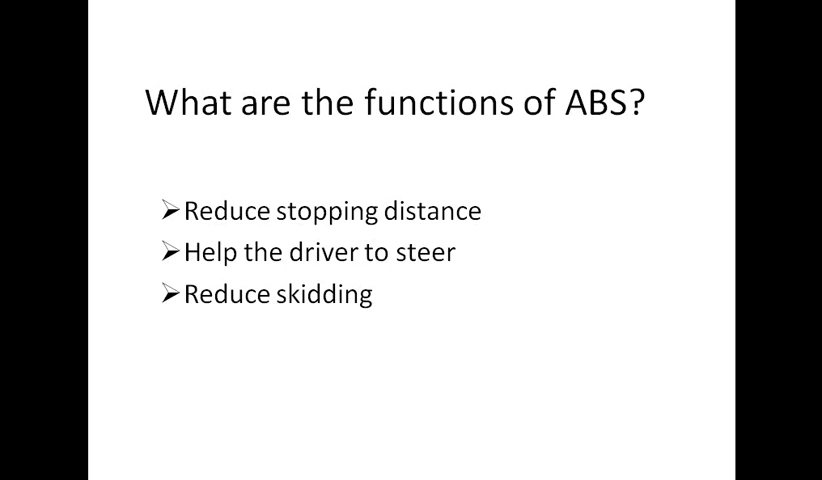 What are the functions of ABS?
➢Reduce stopping distance
➢Help the driver to steer
➢Reduce skidding